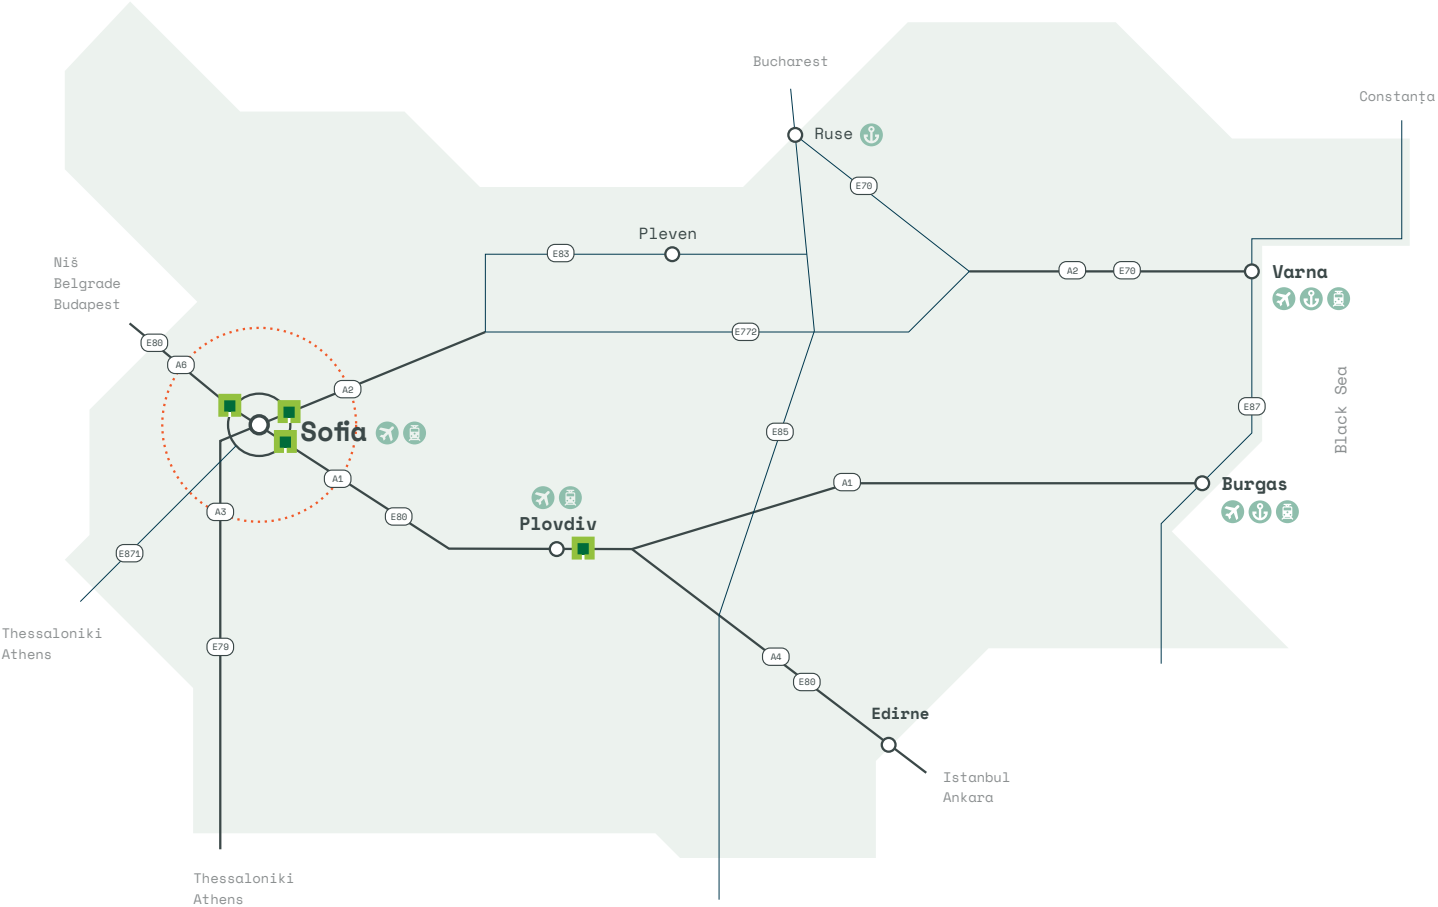 Bucharest
Constanța
Ruse
E70
Pleven
E83
Niš
Belgrade
Budapest
A2
E70
Varna
E772
E80
A6
A2
Black Sea
E87
Sofia
E85
A1
A1
Burgas
E80
Plovdiv
A3
E871
Thessaloniki
Athens
E79
A4
E80
Edirne
Istanbul
Ankara
Thessaloniki
Athens